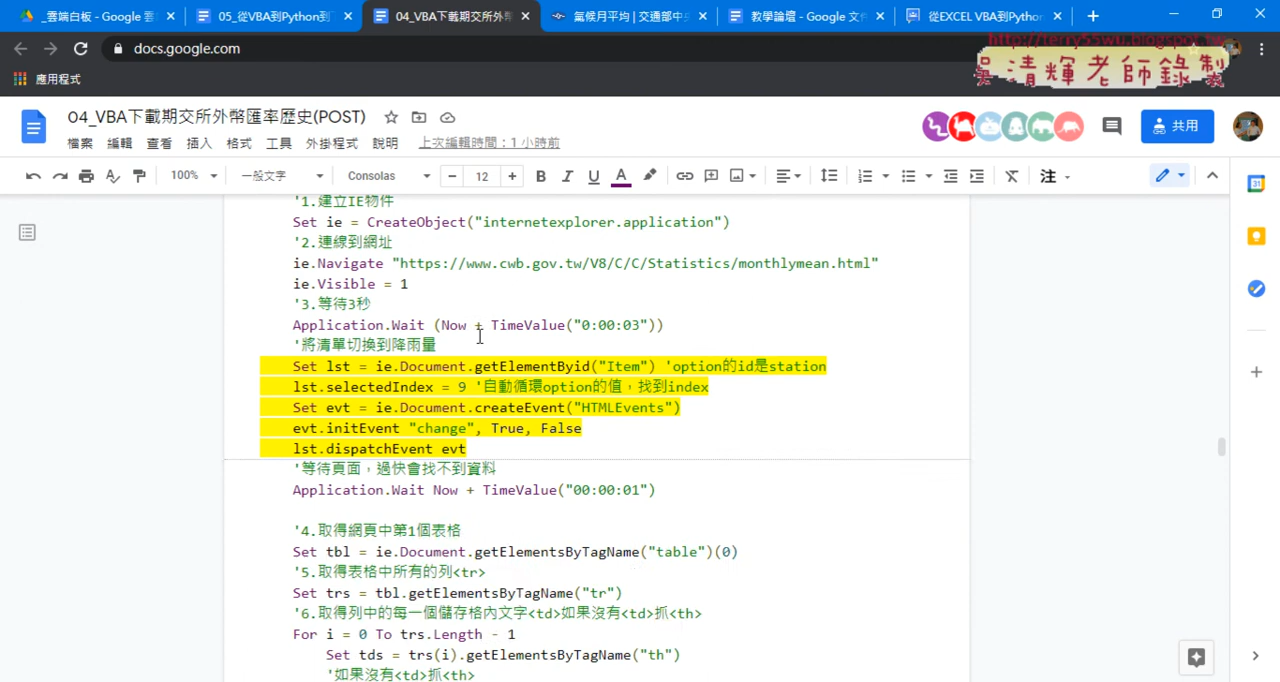 _雲端白板 - Google 雲
05_從VBA到Python到
04_VBA下載期交所外
氣候月平均 | 交通部中央
教學論壇 - Google 文
從EXCEL VBA到Python
docs.google.com
http://terry55wu.blogspot.tw
吳清輝老師錄製
應用程式
04_VBA下載期交所外幣匯率歷史(POST)
共用
檔案 編輯 查看 插入 格式 工具 外掛程式 說明 上次編輯時間：1 小時前
100% 一般文字 Consolas 12 B I U A 注
'1.建立IE物件
Set ie = CreateObject("internetexplorer.application")
'2.連線到網址
ie.Navigate "https://www.cwb.gov.tw/V8/C/C/Statistics/monthlymean.html"
ie.Visible = 1
'3.等待3秒
Application.Wait (Now + TimeValue("0:00:03"))
'將清單切換到降雨量
Set lst = ie.Document.getElementByid("Item") 'option的id是station
lst.selectedIndex = 9 '自動循環option的值，找到index
Set evt = ie.Document.createEvent("HTMLEvents")
evt.initEvent "change", True, False
lst.dispatchEvent evt
'等待頁面，過快會找不到資料
Application.Wait Now + TimeValue("00:00:01")
'4.取得網頁中第1個表格
Set tbl = ie.Document.getElementsByTagName("table")(0)
'5.取得表格中所有的列<tr>
Set trs = tbl.getElementsByTagName("tr")
'6.取得列中的每一個儲存格內文字<td>如果沒有<td>抓<th>
For i = 0 To trs.Length - 1
Set tds = trs(i).getElementsByTagName("th")
'如果沒有<td>抓<th>